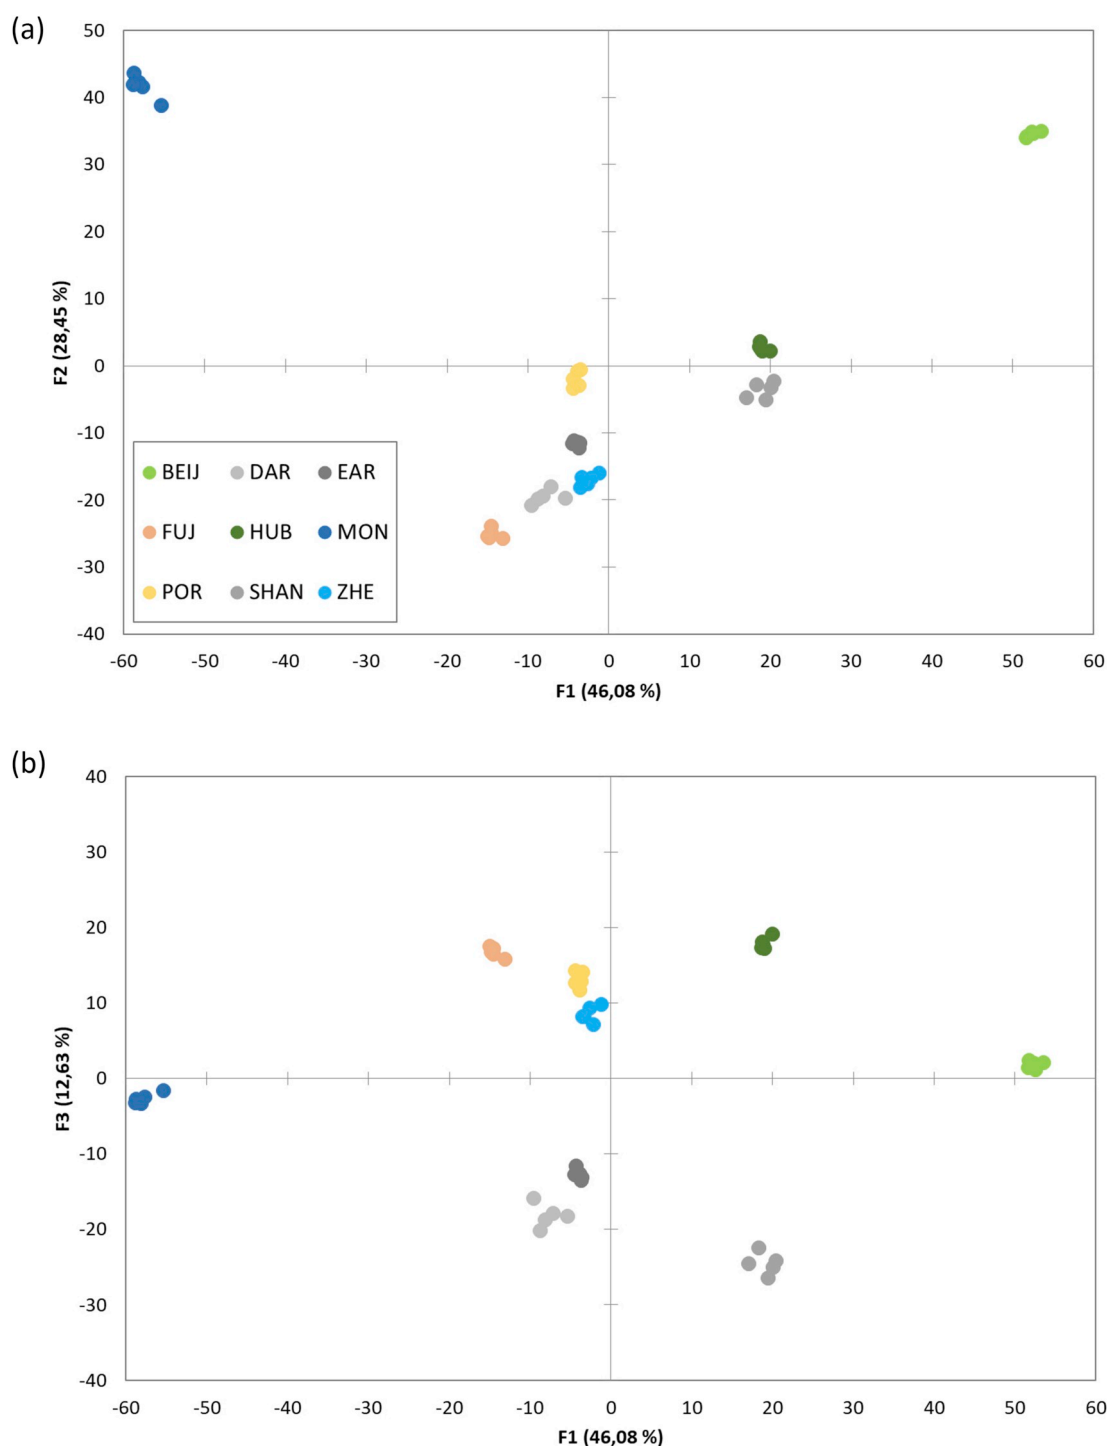 (a)
50
40
30
20
10
0
-10
-20
-30
-40
F2 (28,45 %)
BEIJ DAR EAR
FUJ HUB MON
POR SHAN ZHE
-60 -50 -40 -30 -20 -10 0 10 20 30 40 50 60
F1 (46,08 %)
(b)
40
30
20
10
0
-10
-20
-30
-40
F3 (12,63 %)
-60 -50 -40 -30 -20 -10 0 10 20 30 40 50 60
F1 (46,08 %)